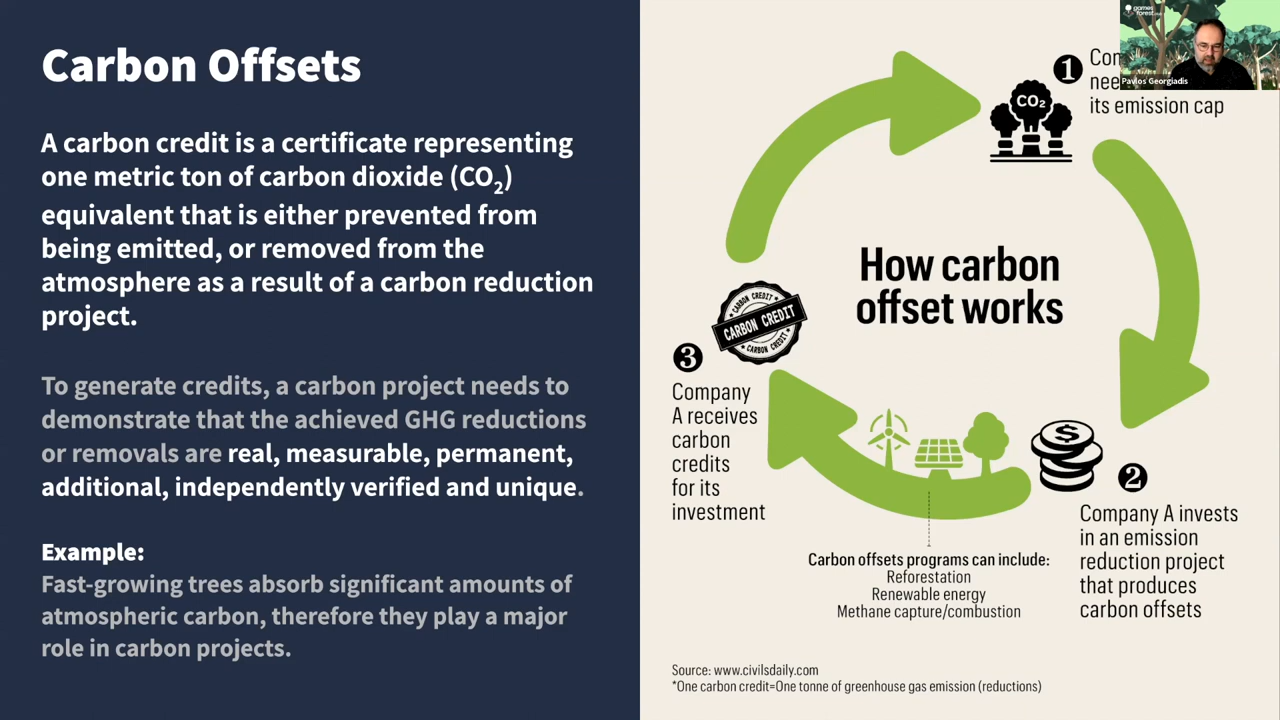 Carbon Offsets
A carbon credit is a certificate representing
one metric ton of carbon dioxide (CO2)
equivalent that is either prevented from
being emitted, or removed from the
atmosphere as a result of a carbon reduction
project.
To generate credits, a carbon project needs to
demonstrate that the achieved GHG reductions
or removals are real, measurable, permanent,
additional, independently verified and unique.
Example:
Fast-growing trees absorb significant amounts of
atmospheric carbon, therefore they play a major
role in carbon projects.
games
forest
Pavlos Georgiadis
1
its emission cap
CO2
How carbon
offset works
CARBON CREDIT
CARBON CREDIT
CARBON CREDIT
3
Company
A receives
carbon
credits
for its
investment
$
2
Company A invests
in an emission
reduction project
that produces
carbon offsets
Carbon offsets programs can include:
Reforestation
Renewable energy
Methane capture/combustion
Source: www.civilsdaily.com
*One carbon credit=One tonne of greenhouse gas emission (reductions)